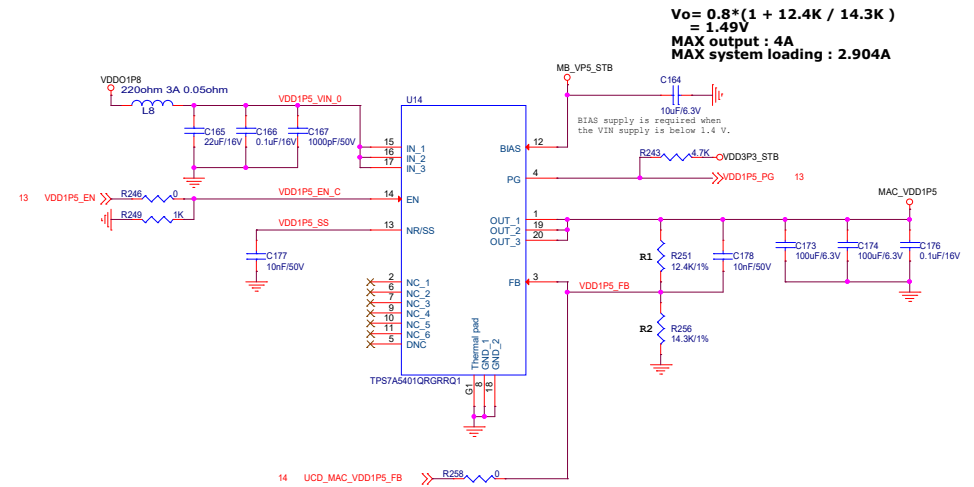 Vo= 0.8*(1 + 12.4K / 14.3K )
= 1.49V
MAX output : 4A
MAX system loading : 2.904A
VDDO1P8
220ohm 3A 0.05ohm
L8
VDD1P5_VIN_0
C165
22uF/16V
C166
0.1uF/16V
C167
1000pF/50V
U14
MB_VP5_STB
C164
10uF/6.3V
BIAS supply is required when
the VIN supply is below 1.4 V.
15 IN_1
16 IN_2
17 IN_3
BIAS 12
R243 4.7K VDD3P3_STB
PG 4
VDD1P5_PG 13
13 VDD1P5_EN R246 0 VDD1P5_EN_C 14 EN
R249 1K
VDD1P5_SS 13 NR/SS
C177
10nF/50V
MAC_VDD1P5
OUT_1 1
OUT_2 19
OUT_3 20
R1 R251
12.4K/1%
C178
10nF/50V
C173
100uF/6.3V
C174
100uF/6.3V
C176
0.1uF/16V
FB 3 VDD1P5_FB
R2 R256
14.3K/1%
2 NC_1
6 NC_2
7 NC_3
9 NC_4
10 NC_5
11 NC_6
5 DNC
Thermal pad
GND_1
GND_2
TPS7A5401QRGRRQ1
G1
8
18
14 UCD_MAC_VDD1P5_FB R258 0